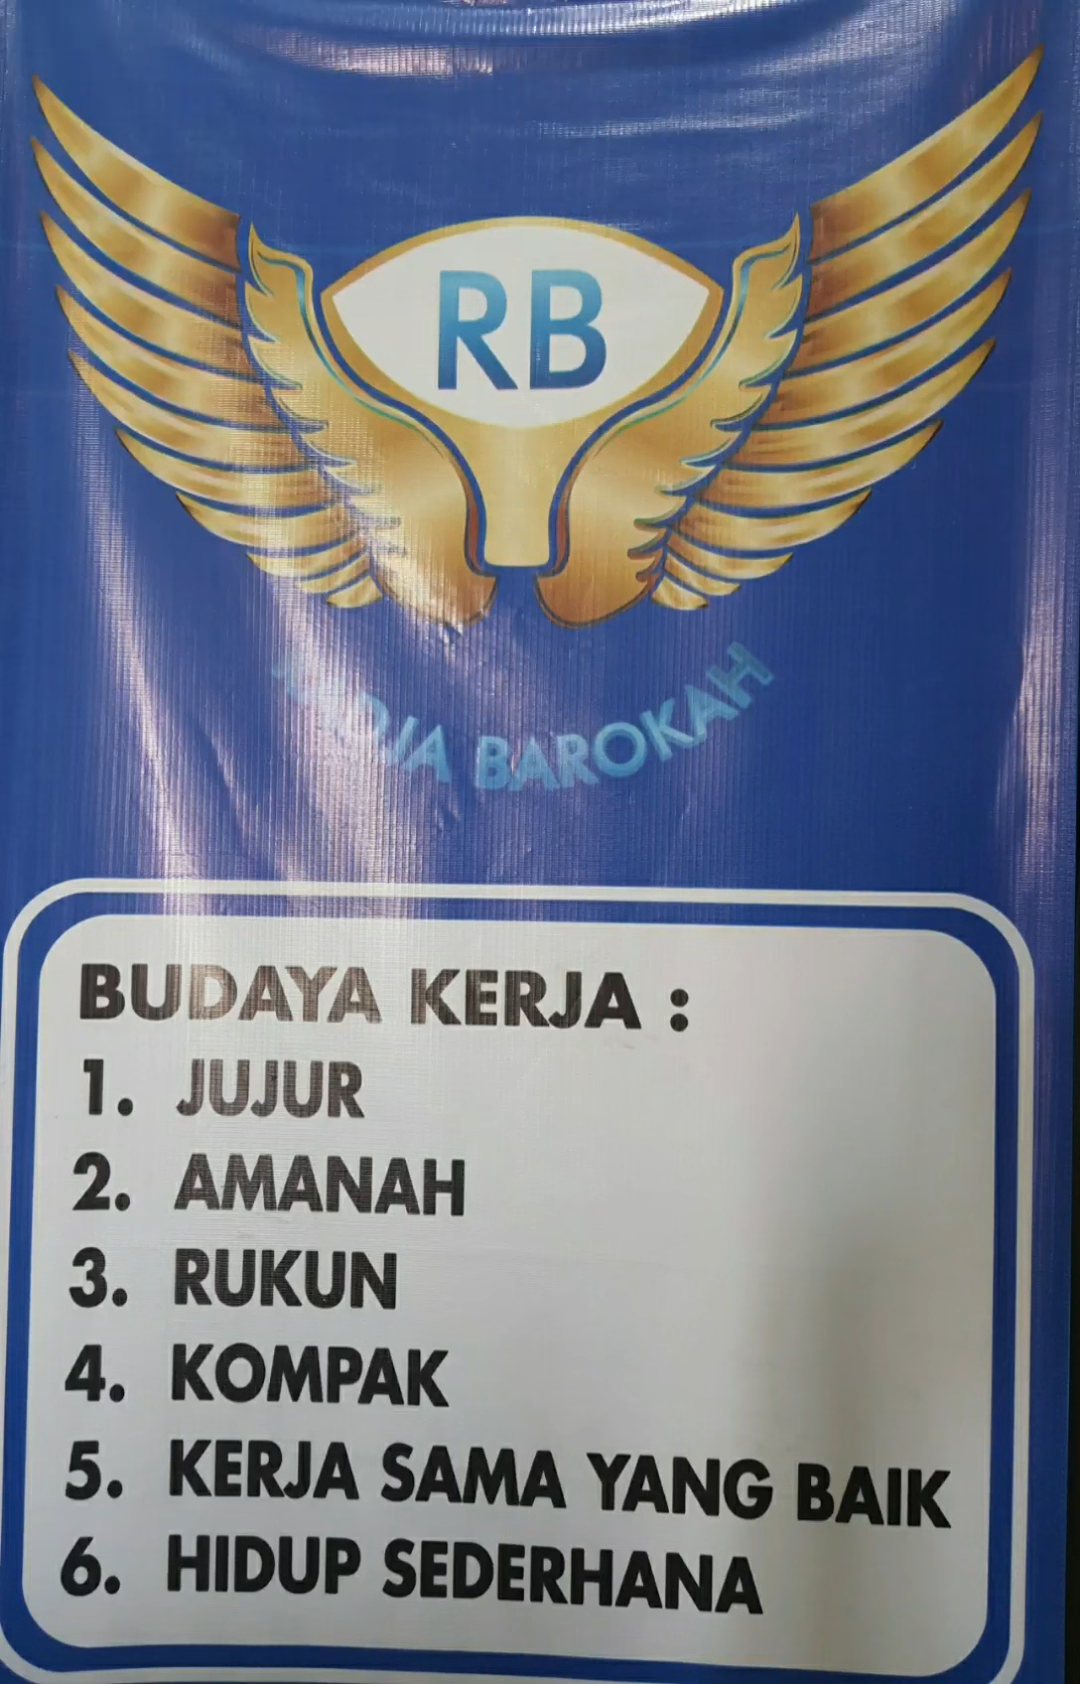 RB
BAROKAH
BUDAYA KERJA :
1. JUJUR
2. AMANAH
3. RUKUN
4. KOMPAK
5. KERJA SAMA YANG BAIK
6. HIDUP SEDERHANA